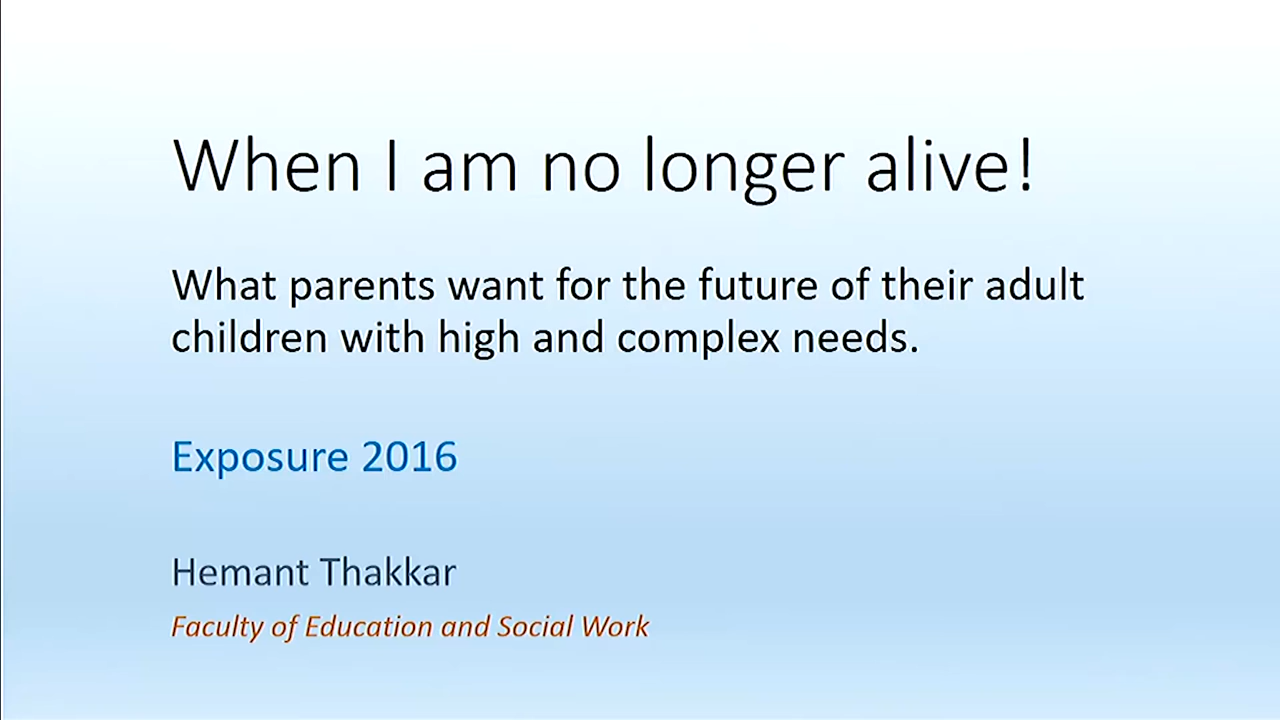 When I am no longer alive!
What parents want for the future of their adult
children with high and complex needs.
Exposure 2016
Hemant Thakkar
Faculty of Education and Social Work